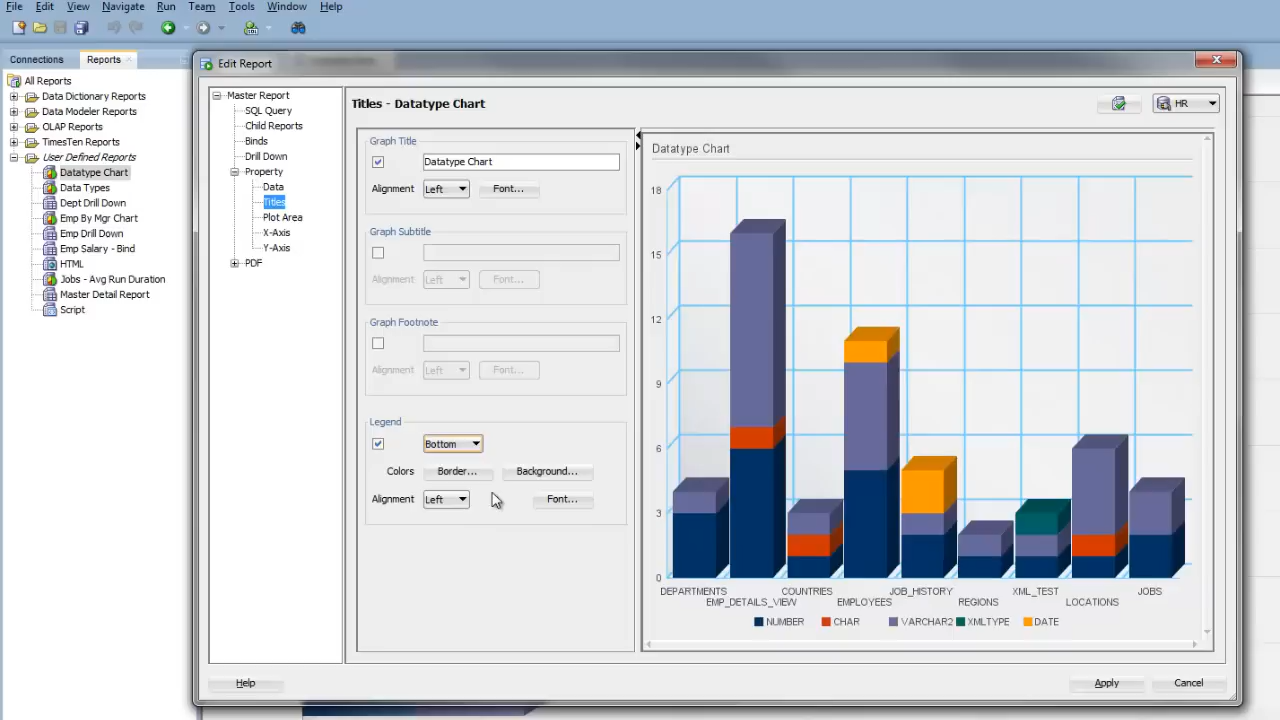 File Edit View Navigate Run Team Tools Window Help
Connections Reports
All Reports
Data Dictionary Reports
Data Modeler Reports
OLAP Reports
TimesTen Reports
User Defined Reports
Datatype Chart
Data Types
Dept Drill Down
Emp By Mgr Chart
Emp Drill Down
Emp Salary - Bind
HTML
Jobs - Avg Run Duration
Master Detail Report
Script
Edit Report
Master Report
SQL Query
Child Reports
Binds
Drill Down
Property
Data
Titles
Plot Area
X-Axis
Y-Axis
PDF
Titles - Datatype Chart
HR
Graph Title
Datatype Chart
Alignment Left Font...
Graph Subtitle
Alignment Left Font...
Graph Footnote
Alignment Left Font...
Legend
Bottom
Colors Border... Background...
Alignment Left Font...
Datatype Chart
18
15
12
9
6
3
0
DEPARTMENTS COUNTRIES JOB_HISTORY XML_TEST JOBS
EMP_DETAILS_VIEW EMPLOYEES REGIONS LOCATIONS
NUMBER CHAR VARCHAR2 XMLTYPE DATE
Help Apply Cancel